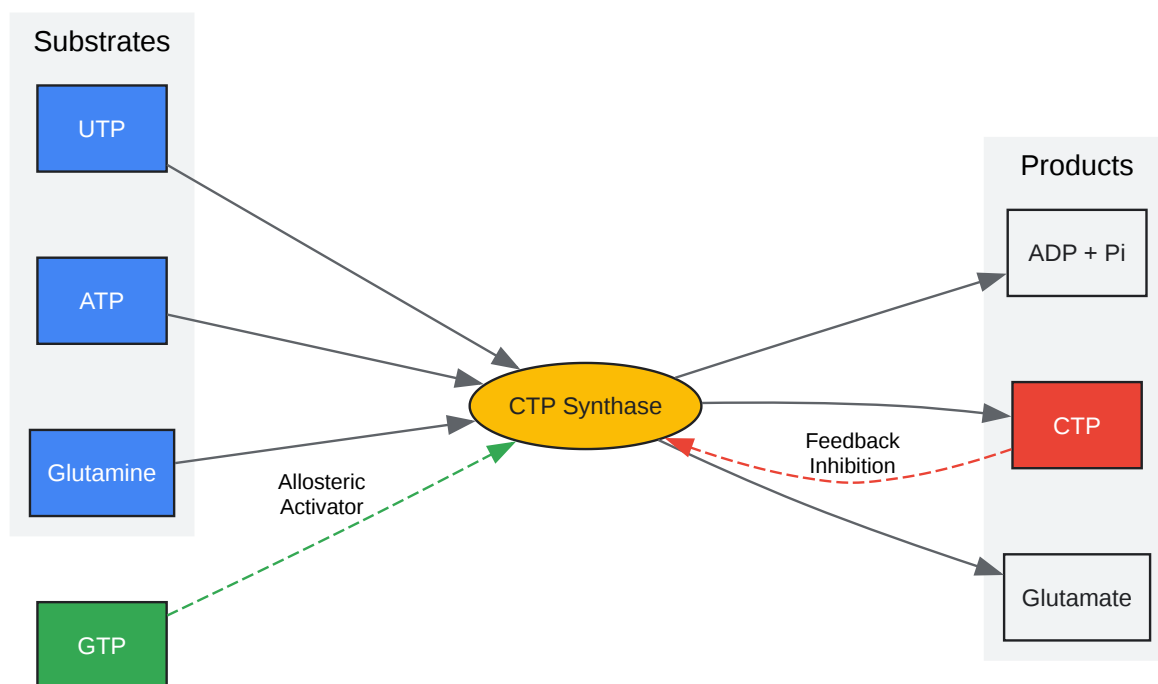 Substrates
UTP
ATP
Glutamine
GTP
Allosteric
Activator
CTP Synthase
Feedback
Inhibition
Products
ADP + Pi
CTP
Glutamate